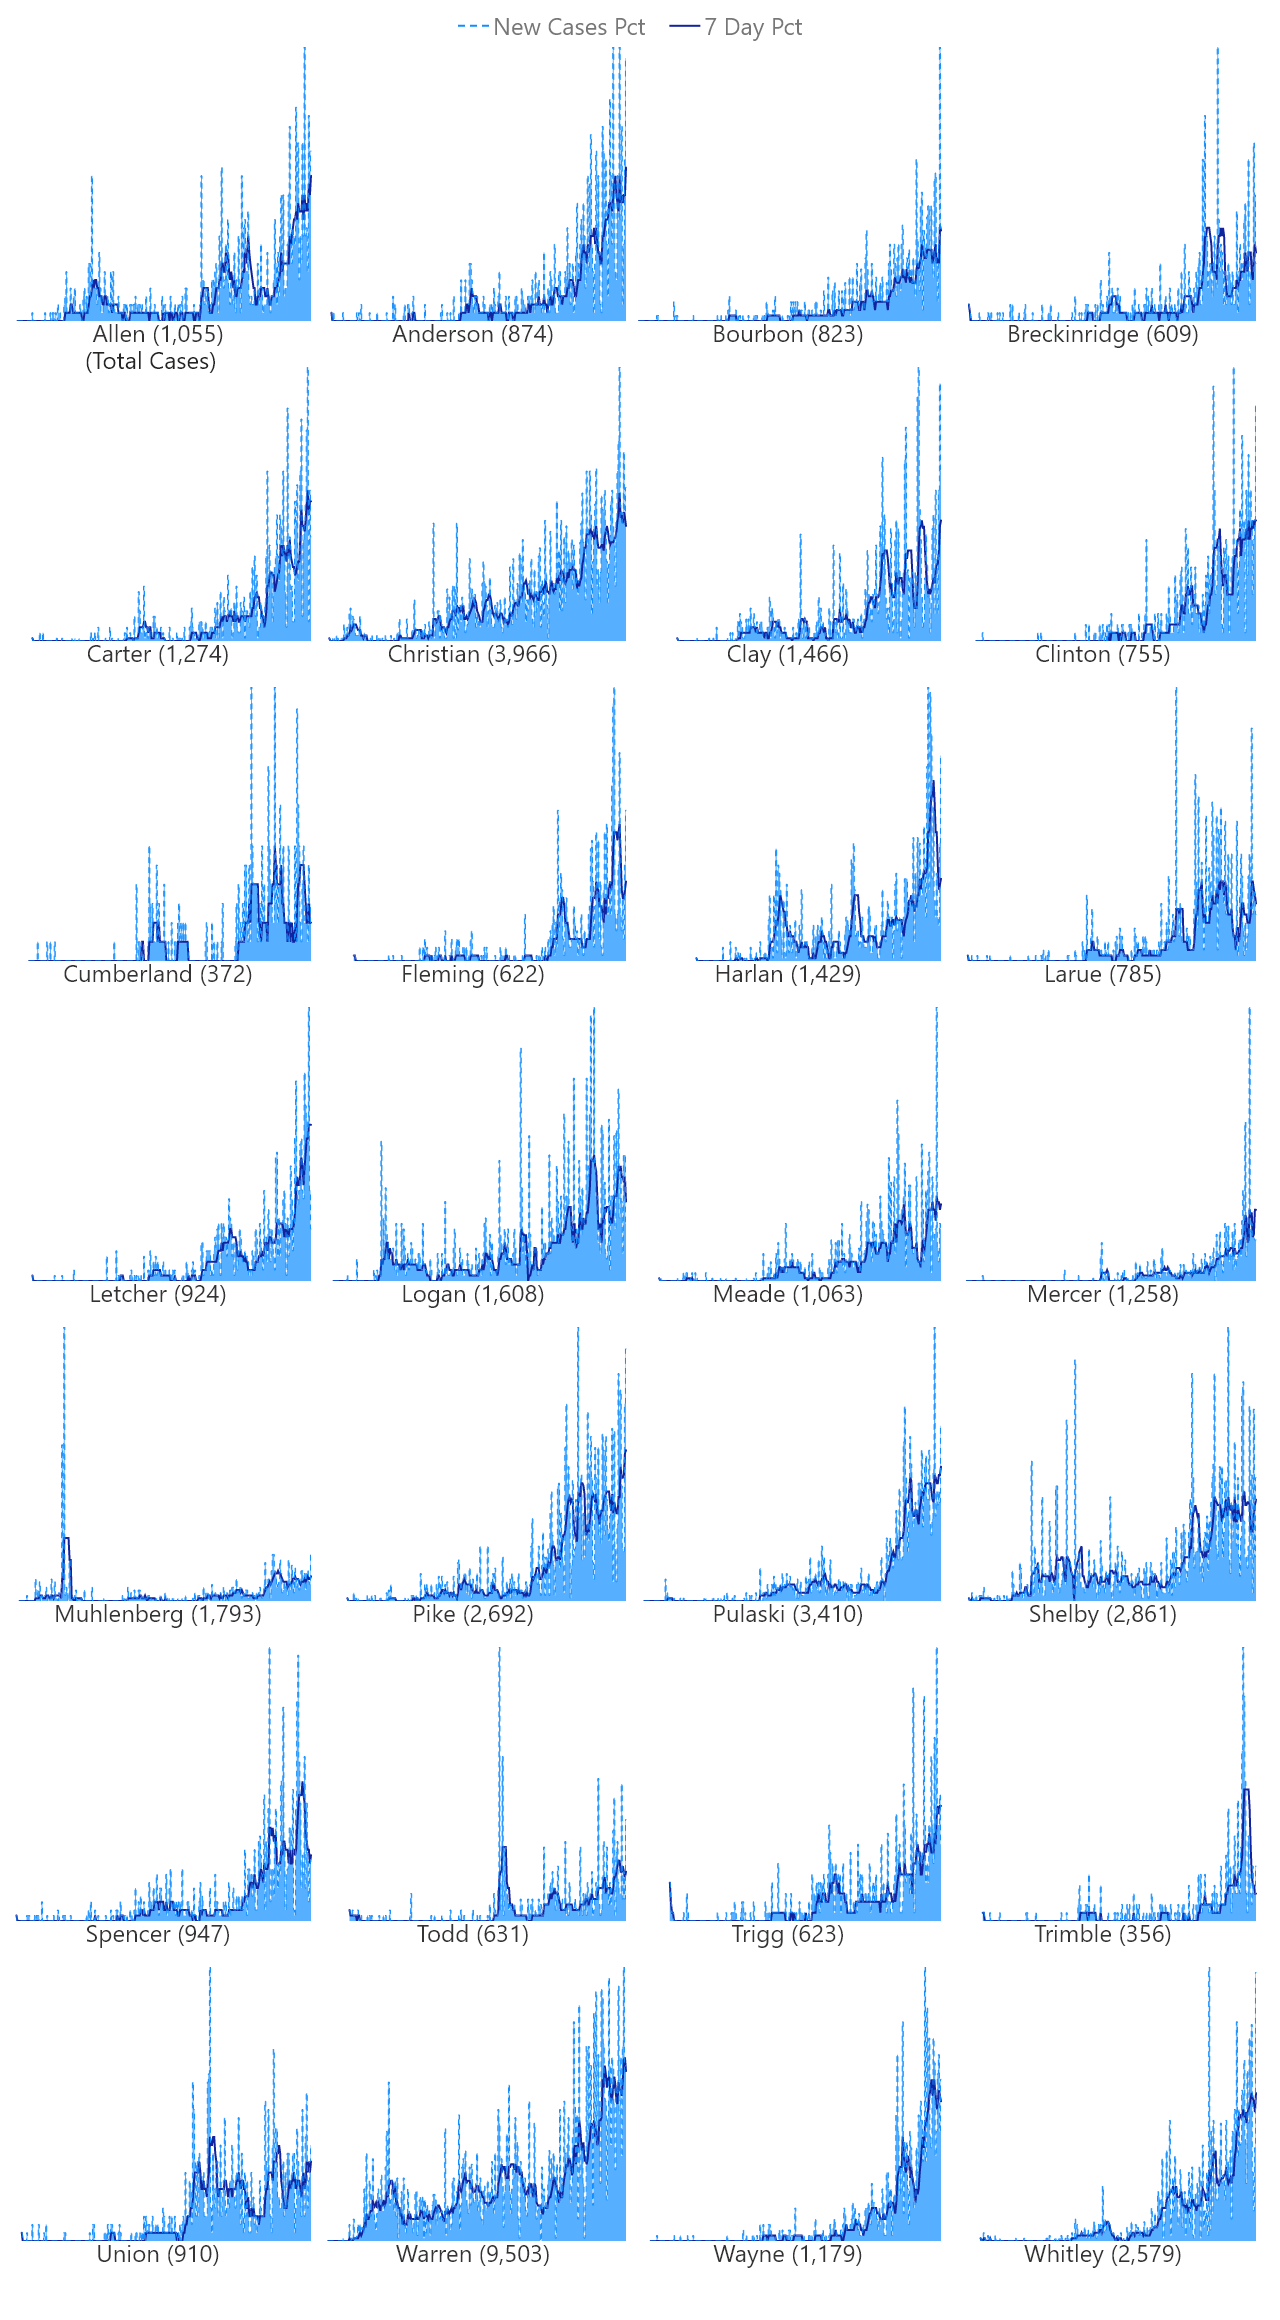 New Cases Pct 7 Day Pct
Allen (1,055) Anderson (874) Bourbon (823) Breckinridge (609)
(Total Cases)
Carter (1,274) Christian (3,966) Clay (1,466) Clinton (755)
Cumberland (372) Fleming (622) Harlan (1,429) Larue (785)
Letcher (924) Logan (1,608) Meade (1,063) Mercer (1,258)
Muhlenberg (1,793) Pike (2,692) Pulaski (3,410) Shelby (2,861)
Spencer (947) Todd (631) Trigg (623) Trimble (356)
Union (910) Warren (9,503) Wayne (1,179) Whitley (2,579)